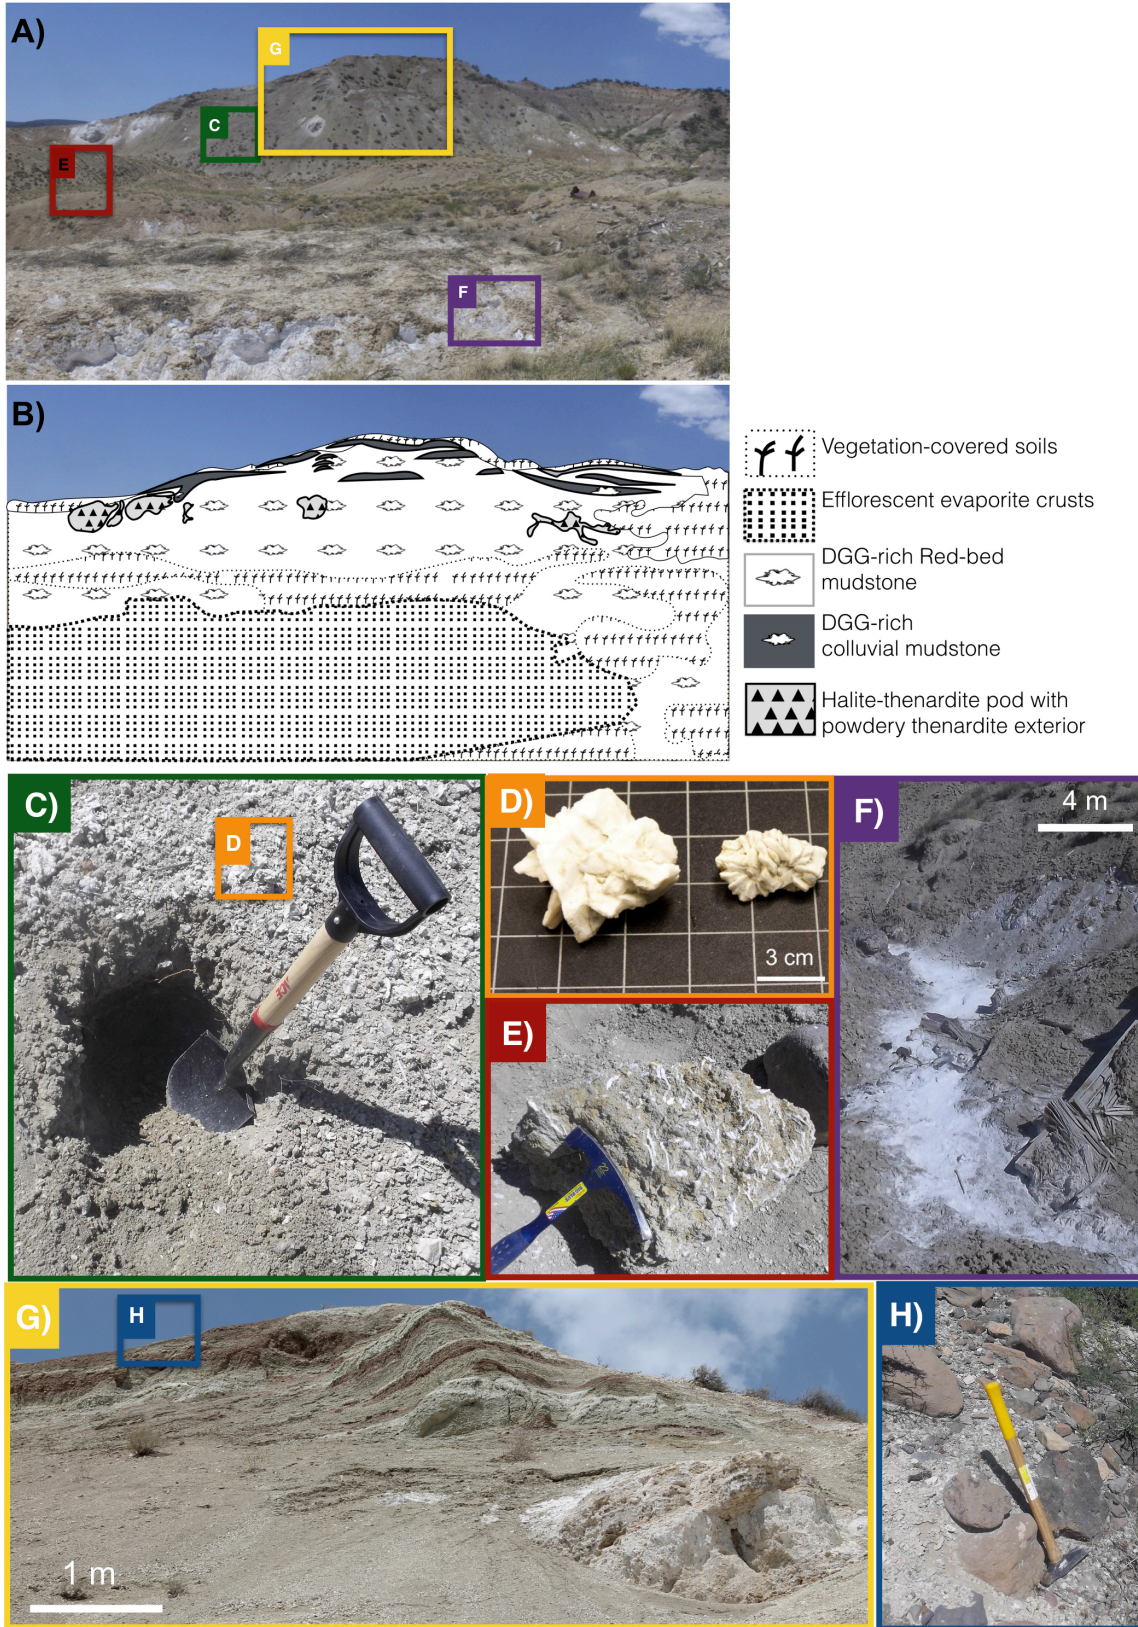 A)
G
C
E
F
B)
Vegetation-covered soils
Efflorescent evaporite crusts
DGG-rich Red-bed
mudstone
DGG-rich
colluvial mudstone
Halite-thenardite pod with
powdery thenardite exterior
C)
D
ACE
D)
3 cm
E)
F)
4 m
G)
H
1 m
H)